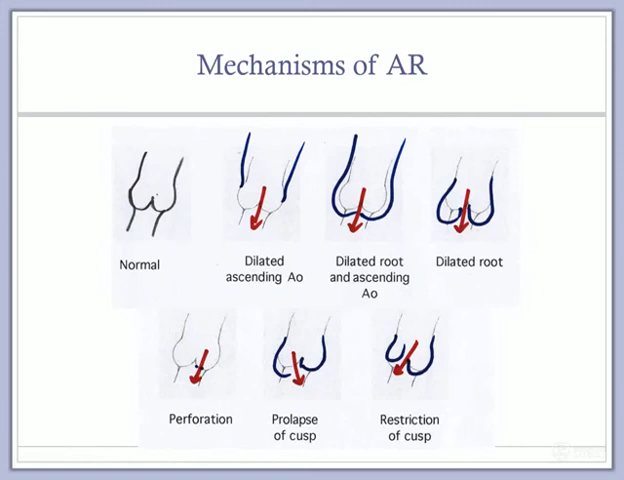 Mechanisms of AR
Normal
Dilated
ascending Ao
Dilated root
and ascending
Ao
Dilated root
Perforation
Prolapse
of cusp
Restriction
of cusp